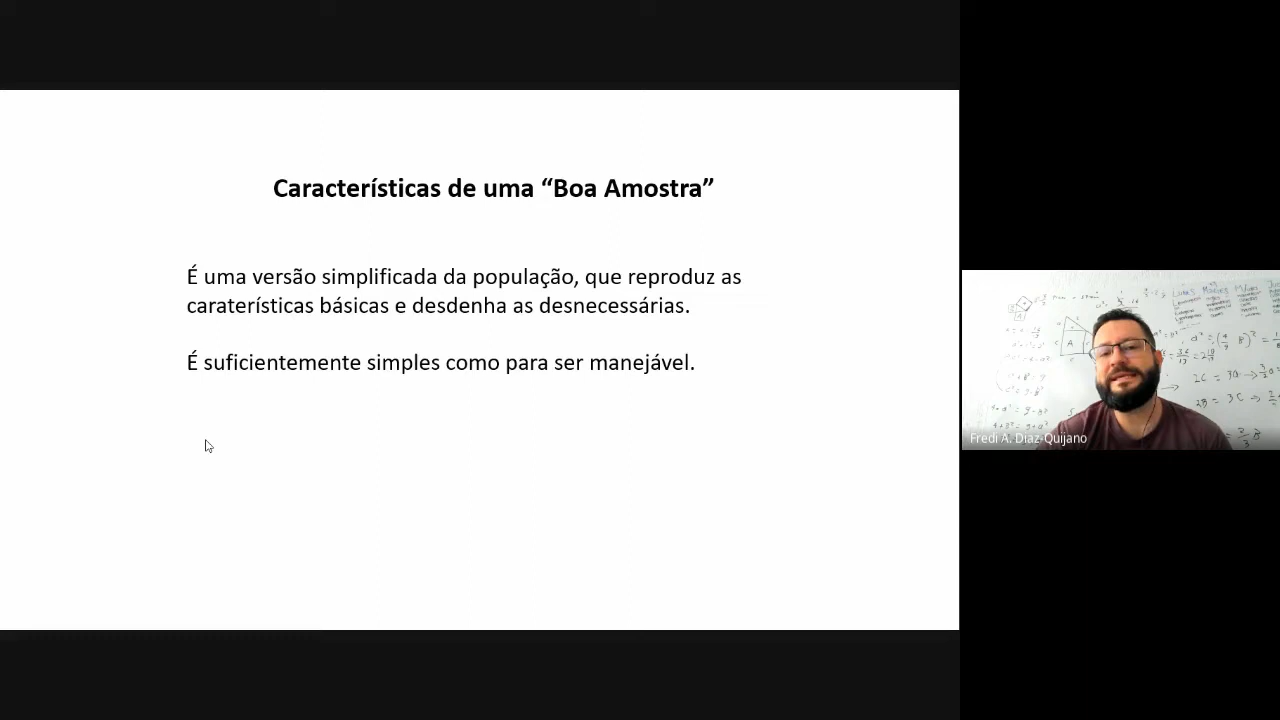 Características de uma “Boa Amostra”
É uma versão simplificada da população, que reproduz as
caraterísticas básicas e desdenha as desnecessárias.
É suficientemente simples como para ser manejável.
Fredi A. Diaz-Quijano